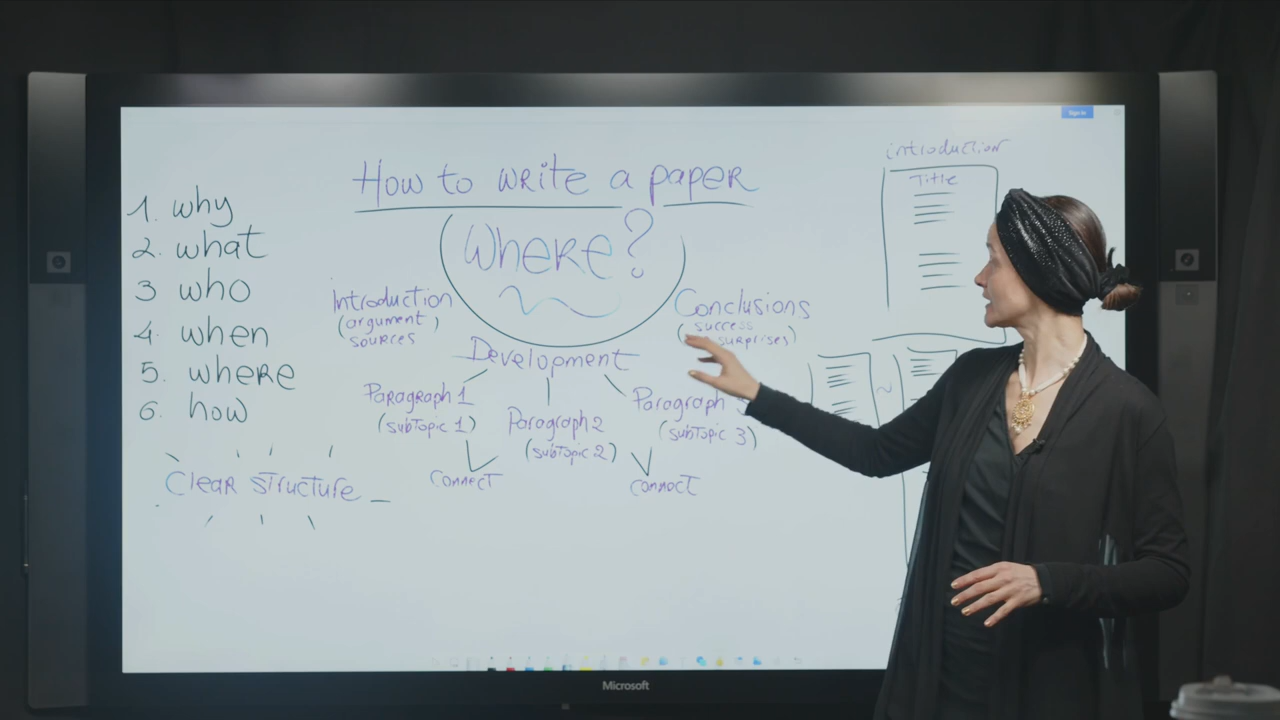 Sign in
introduction
Title
How to write a paper
Where?
1. why
2. what
3 who
4. when
5. where
6. how
Clear structure
Introduction
(argument)
sources
Conclusions
(success
surprises)
Development
Paragraph 1
(subTopic 1)
Paragraph 2
(subTopic 2)
Paragraph
(subTopic 3)
connect
connect
Microsoft